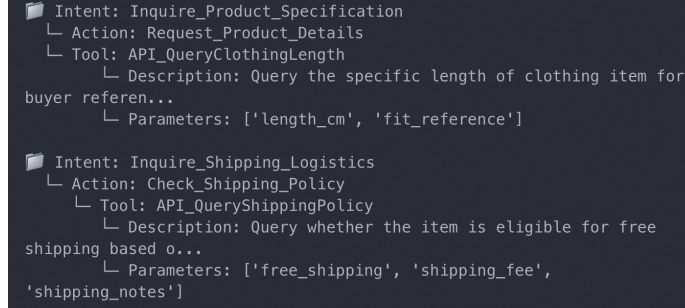 📁 Intent: Inquire_Product_Specification
└─ Action: Request_Product_Details
└─ Tool: API_QueryClothingLength
└─ Description: Query the specific length of clothing item for
buyer referen...
└─ Parameters: ['length_cm', 'fit_reference']
📁 Intent: Inquire_Shipping_Logistics
└─ Action: Check_Shipping_Policy
└─ Tool: API_QueryShippingPolicy
└─ Description: Query whether the item is eligible for free
shipping based o...
└─ Parameters: ['free_shipping', 'shipping_fee',
'shipping_notes']